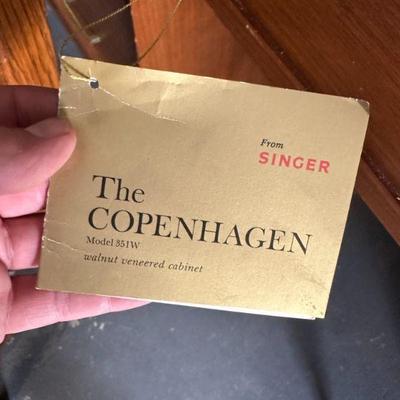 From
SINGER
The
COPENHAGEN
Model 351W
walnut veneered cabinet